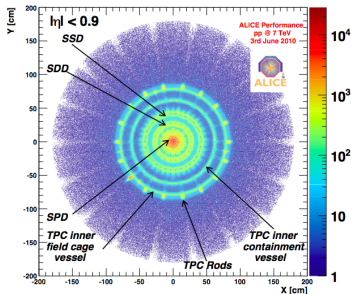 Y [cm]
|η| < 0.9
ALICE Performance
pp @ 7 TeV
3rd June 2010
ALICE
SSD
SDD
SPD
TPC inner
field cage
vessel
TPC Rods
TPC inner
containment
vessel
200
150
100
50
0
-50
-100
-150
-200
-200 -150 -100 -50 0 50 100 150 200
X [cm]
10⁴
10³
10²
10
1